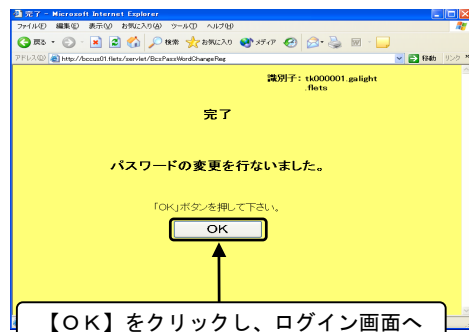 完了 - Microsoft Internet Explorer
ファイル(F) 編集(E) 表示(V) お気に入り(A) ツール(T) ヘルプ(H)
戻る 検索 お気に入り メディア
アドレス(D) http://bccus01.flets/servlet/BcsPassWordChangeReg 移動 リンク »
識別子: tk000001.galight
.flets
完了
パスワードの変更を行ないました。
「OK」ボタンを押して下さい。
OK
【OK】をクリックし、ログイン画面へ